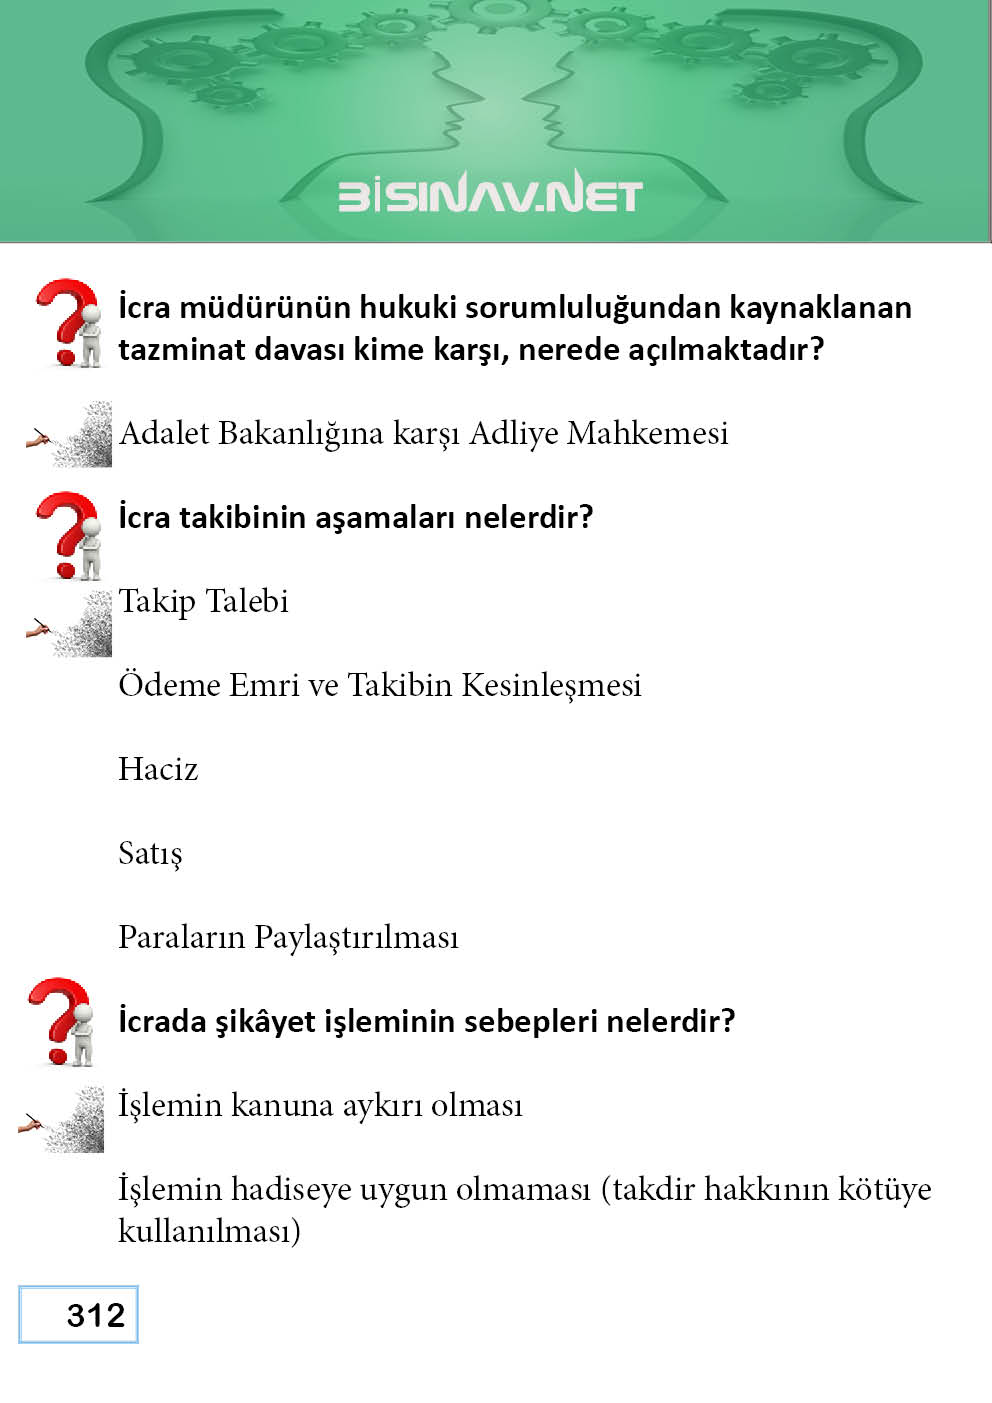 BİSINAV.NET
İcra müdürünün hukuki sorumluluğundan kaynaklanan
tazminat davası kime karşı, nerede açılmaktadır?
Adalet Bakanlığına karşı Adliye Mahkemesi
İcra takibinin aşamaları nelerdir?
Takip Talebi
Ödeme Emri ve Takibin Kesinleşmesi
Haciz
Satış
Paraların Paylaştırılması
İcrada şikâyet işleminin sebepleri nelerdir?
İşlemin kanuna aykırı olması
İşlemin hadiseye uygun olmaması (takdir hakkının kötüye
kullanılması)
312